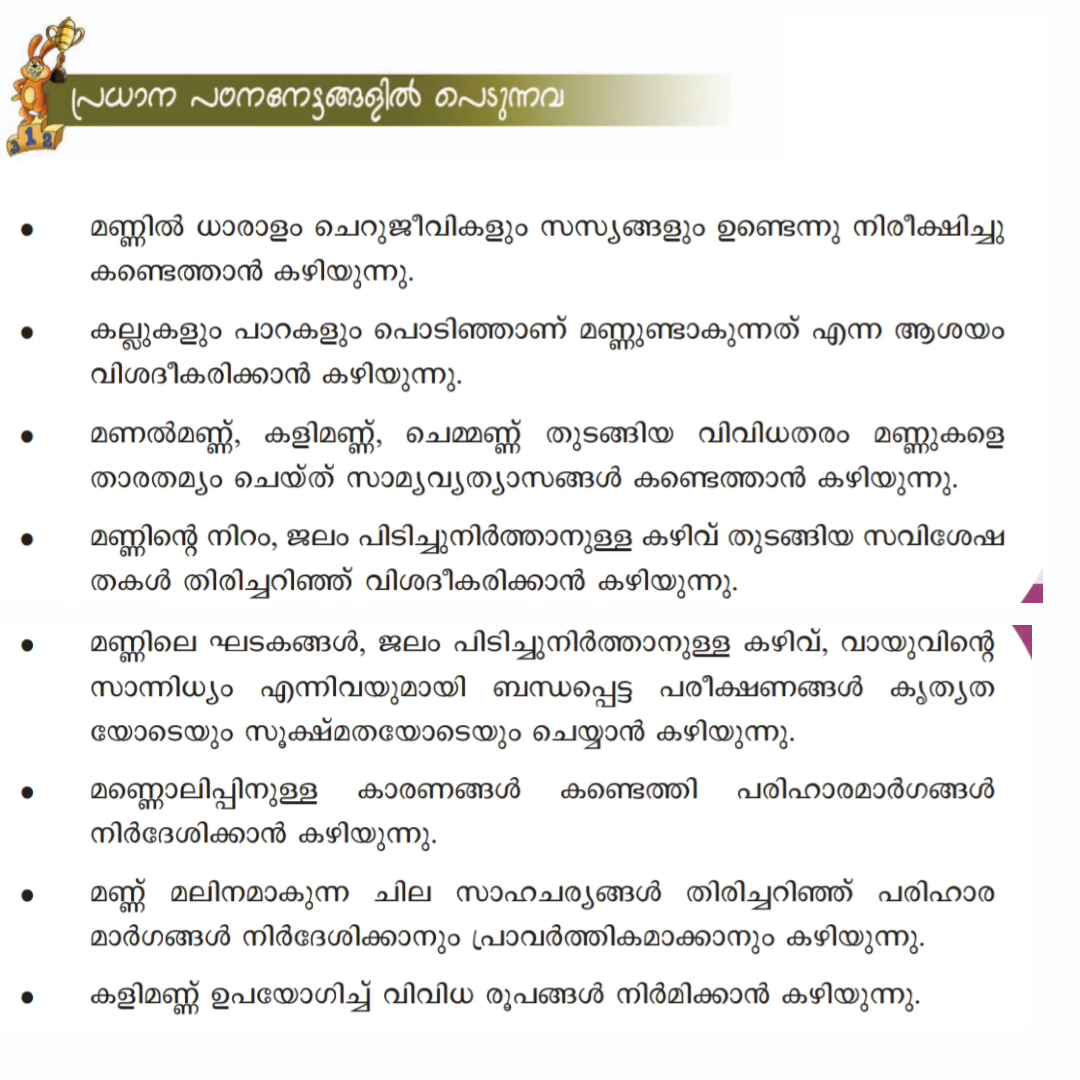 പ്രധാന പഠനനേട്ടങ്ങളിൽ പെടുന്നവ
3 1 2
• മണ്ണിൽ ധാരാളം ചെറുജീവികളും സസ്യങ്ങളും ഉണ്ടെന്നു നിരീക്ഷിച്ചു
കണ്ടെത്താൻ കഴിയുന്നു.
• കല്ലുകളും പാറകളും പൊടിഞ്ഞാണ് മണ്ണുണ്ടാകുന്നത് എന്ന ആശയം
വിശദീകരിക്കാൻ കഴിയുന്നു.
• മണൽമണ്ണ്, കളിമണ്ണ്, ചെമ്മണ്ണ് തുടങ്ങിയ വിവിധതരം മണ്ണുകളെ
താരതമ്യം ചെയ്ത് സാമ്യവ്യത്യാസങ്ങൾ കണ്ടെത്താൻ കഴിയുന്നു.
• മണ്ണിന്റെ നിറം, ജലം പിടിച്ചുനിർത്താനുള്ള കഴിവ് തുടങ്ങിയ സവിശേഷ
തകൾ തിരിച്ചറിഞ്ഞ് വിശദീകരിക്കാൻ കഴിയുന്നു.
• മണ്ണിലെ ഘടകങ്ങൾ, ജലം പിടിച്ചുനിർത്താനുള്ള കഴിവ്, വായുവിന്റെ
സാന്നിധ്യം എന്നിവയുമായി ബന്ധപ്പെട്ട പരീക്ഷണങ്ങൾ കൃത്യത
യോടെയും സൂക്ഷ്മതയോടെയും ചെയ്യാൻ കഴിയുന്നു.
• മണ്ണൊലിപ്പിനുള്ള കാരണങ്ങൾ കണ്ടെത്തി പരിഹാരമാർഗങ്ങൾ
നിർദേശിക്കാൻ കഴിയുന്നു.
• മണ്ണ് മലിനമാകുന്ന ചില സാഹചര്യങ്ങൾ തിരിച്ചറിഞ്ഞ് പരിഹാര
മാർഗങ്ങൾ നിർദേശിക്കാനും പ്രാവർത്തികമാക്കാനും കഴിയുന്നു.
• കളിമണ്ണ് ഉപയോഗിച്ച് വിവിധ രൂപങ്ങൾ നിർമിക്കാൻ കഴിയുന്നു.